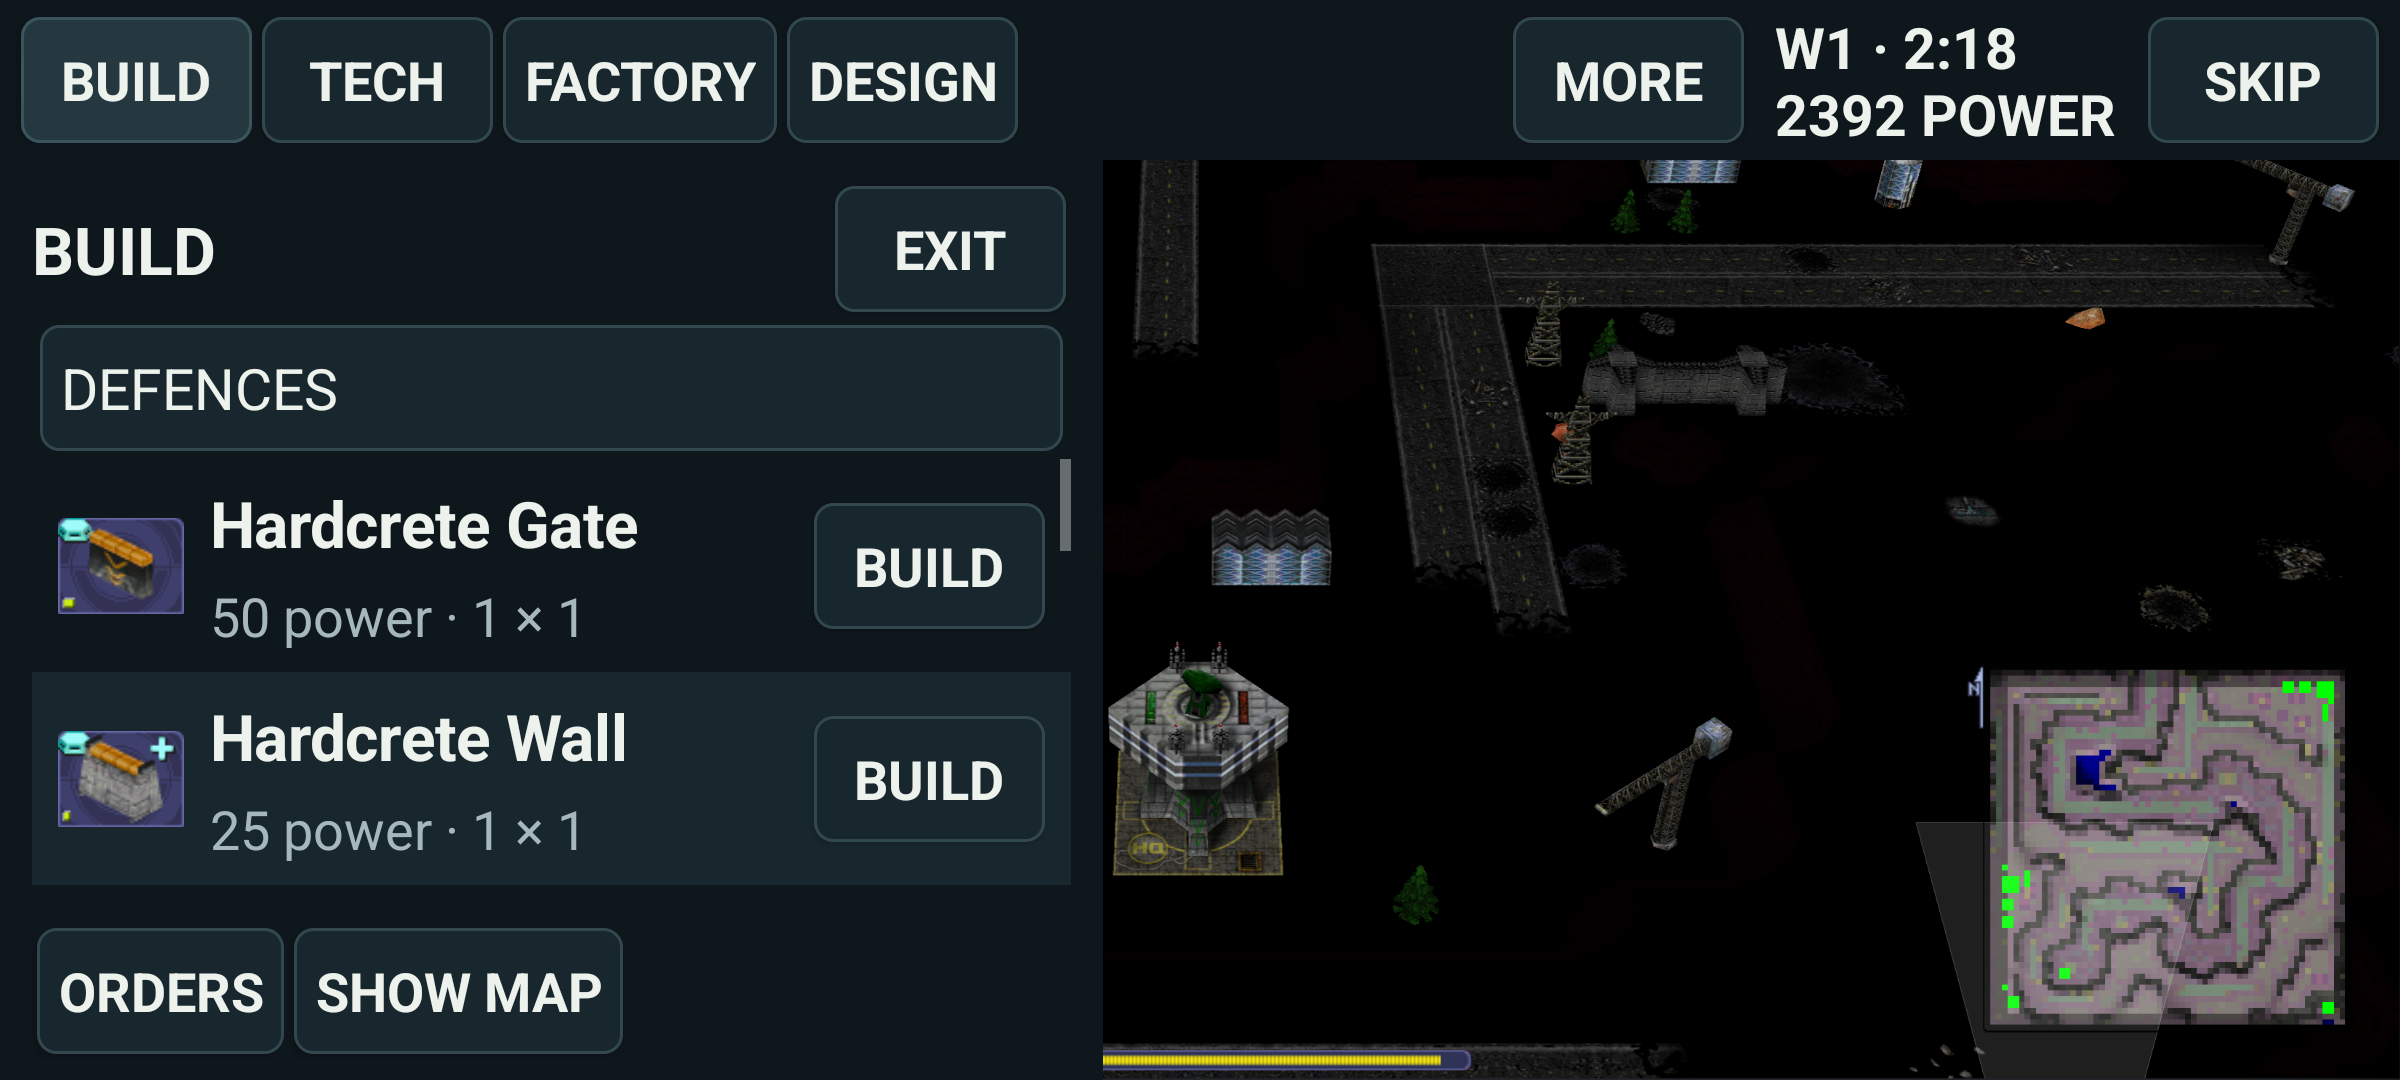 BUILD
TECH
FACTORY
DESIGN
MORE
W1 · 2:18
2392 POWER
SKIP
BUILD
EXIT
DEFENCES
Hardcrete Gate
50 power · 1 × 1
BUILD
Hardcrete Wall
25 power · 1 × 1
BUILD
ORDERS
SHOW MAP
HQ
N